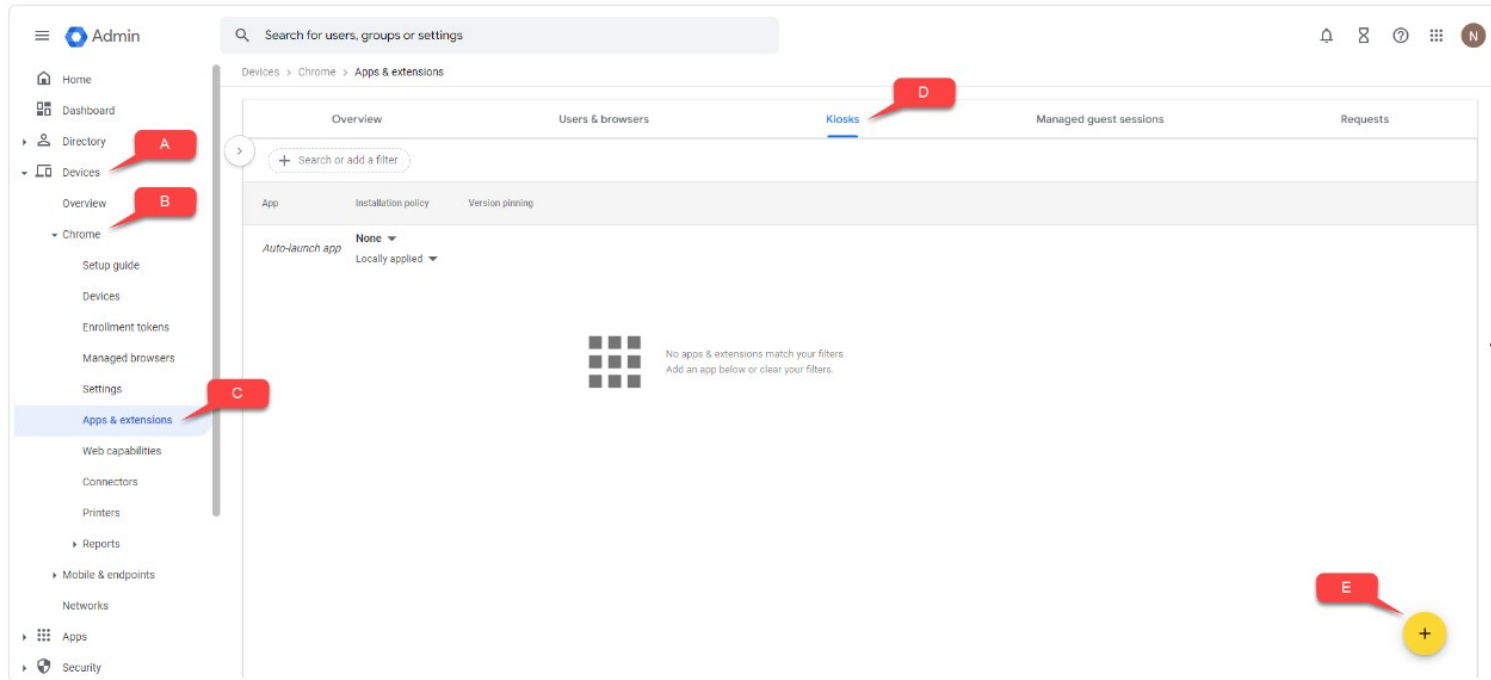 Admin
Search for users, groups or settings
N
Home
Dashboard
Directory
A
Devices
Overview
B
Chrome
Setup guide
Devices
Enrollment tokens
Managed browsers
Settings
C
Apps & extensions
Web capabilities
Connectors
Printers
Reports
Mobile & endpoints
Networks
Apps
Security
Devices > Chrome > Apps & extensions
D
Overview Users & browsers Kiosks Managed guest sessions Requests
+ Search or add a filter
App Installation policy Version pinning
Auto-launch app
None
Locally applied
No apps & extensions match your filters.
Add an app below or clear your filters.
E
+